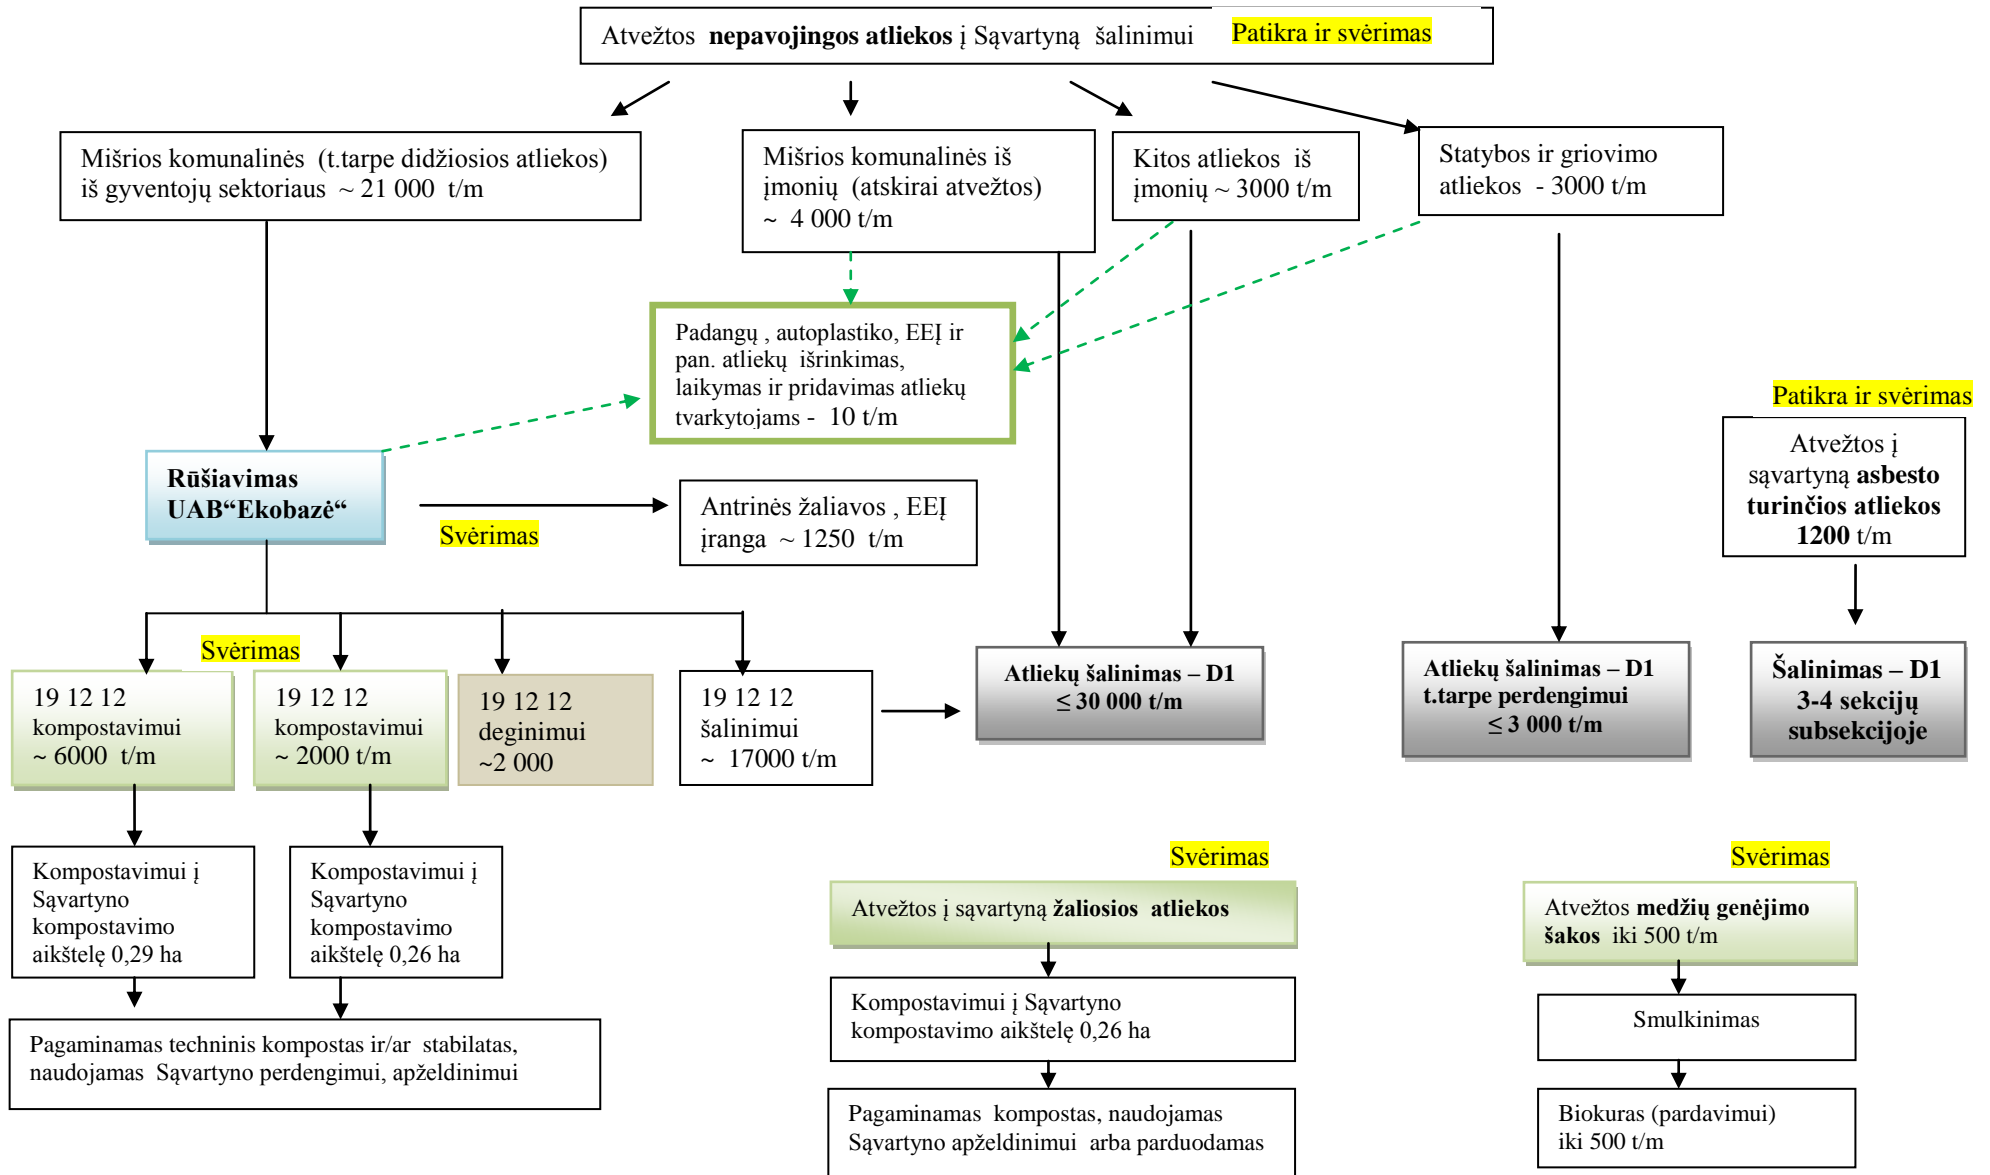 Atvežtos nepavojingos atliekos į Sąvartyną šalinimui Patikra ir svėrimas
Mišrios komunalinės (t.tarpe didžiosios atliekos)
iš gyventojų sektoriaus ~ 21 000 t/m
Mišrios komunalinės iš
įmonių (atskirai atvežtos)
~ 4 000 t/m
Kitos atliekos iš
įmonių ~ 3000 t/m
Statybos ir griovimo
atliekos - 3000 t/m
Padangų , autoplastiko, EEĮ ir
pan. atliekų išrinkimas,
laikymas ir pridavimas atliekų
tvarkytojams - 10 t/m
Patikra ir svėrimas
Atvežtos į
sąvartyną asbesto
turinčios atliekos
1200 t/m
Rūšiavimas
UAB“Ekobazė“
Svėrimas
Antrinės žaliavos , EEĮ
įranga ~ 1250 t/m
Svėrimas
19 12 12
kompostavimui
~ 6000 t/m
19 12 12
kompostavimui
~ 2000 t/m
19 12 12
deginimui
~2 000
19 12 12
šalinimui
~ 17000 t/m
Atliekų šalinimas – D1
≤ 30 000 t/m
Atliekų šalinimas – D1
t.tarpe perdengimui
≤ 3 000 t/m
Šalinimas – D1
3-4 sekcijų
subsekcijoje
Kompostavimui į
Sąvartyno
kompostavimo
aikštelę 0,29 ha
Kompostavimui į
Sąvartyno
kompostavimo
aikštelę 0,26 ha
Pagaminamas techninis kompostas ir/ar stabilatas,
naudojamas Sąvartyno perdengimui, apželdinimui
Svėrimas
Atvežtos į sąvartyną žaliosios atliekos
Kompostavimui į Sąvartyno
kompostavimo aikštelę 0,26 ha
Pagaminamas kompostas, naudojamas
Sąvartyno apželdinimui arba parduodamas
Svėrimas
Atvežtos medžių genėjimo
šakos iki 500 t/m
Smulkinimas
Biokuras (pardavimui)
iki 500 t/m